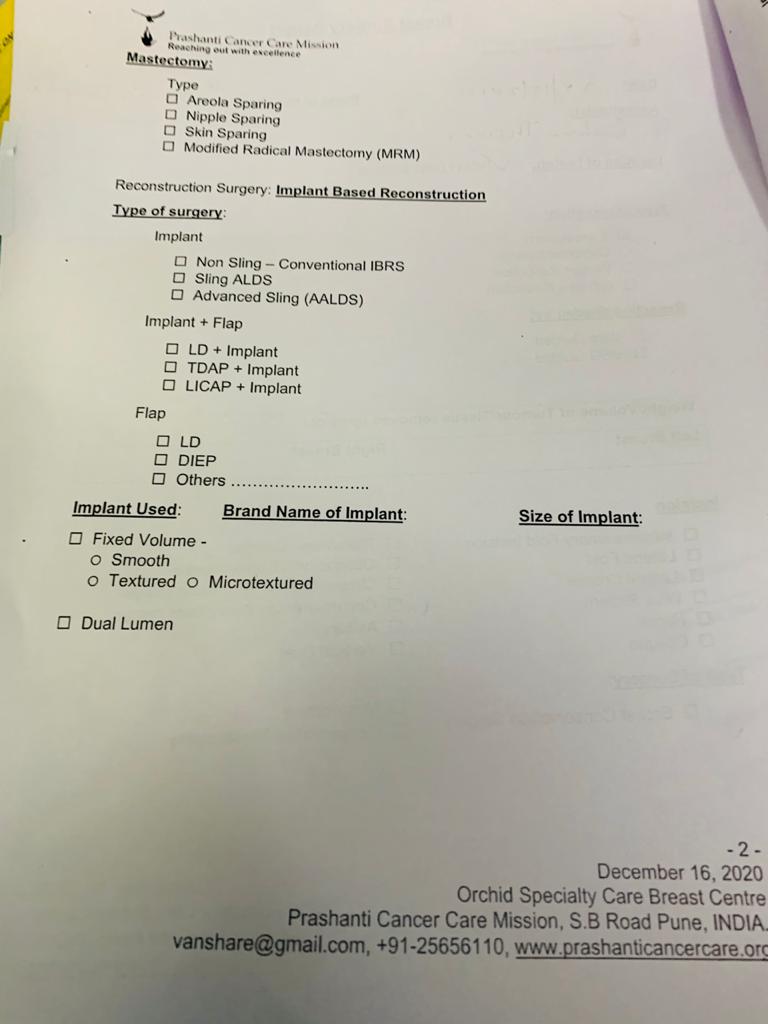 Prashanti Cancer Care Mission
Reaching out with excellence
Mastectomy:
Type
☐ Areola Sparing
☐ Nipple Sparing
☐ Skin Sparing
☐ Modified Radical Mastectomy (MRM)
Reconstruction Surgery: Implant Based Reconstruction
Type of surgery:
Implant
☐ Non Sling – Conventional IBRS
☐ Sling ALDS
☐ Advanced Sling (AALDS)
Implant + Flap
☐ LD + Implant
☐ TDAP + Implant
☐ LICAP + Implant
Flap
☐ LD
☐ DIEP
☐ Others ..........................
Implant Used: Brand Name of Implant: Size of Implant:
☐ Fixed Volume -
○ Smooth
○ Textured ○ Microtextured
☐ Dual Lumen
- 2 -
December 16, 2020
Orchid Specialty Care Breast Centre
Prashanti Cancer Care Mission, S.B Road Pune, INDIA.
vanshare@gmail.com, +91-25656110, www.prashanticancercare.org